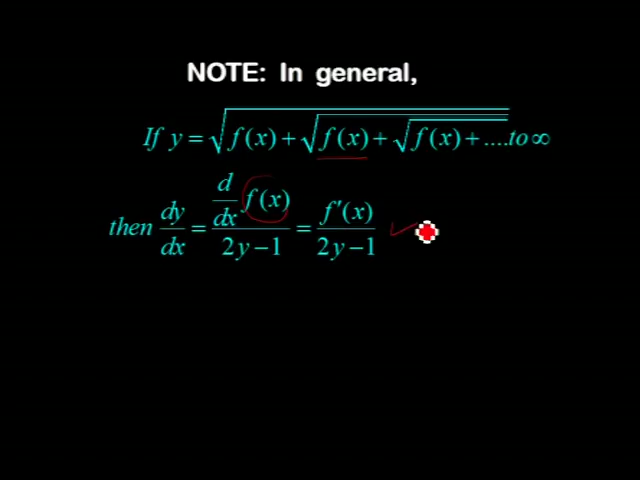 NOTE: In general,
If y = √(f(x) + √(f(x) + √(f(x) + ....to ∞
then dy/dx = (d/dx f(x))/(2y − 1) = f′(x)/(2y − 1)